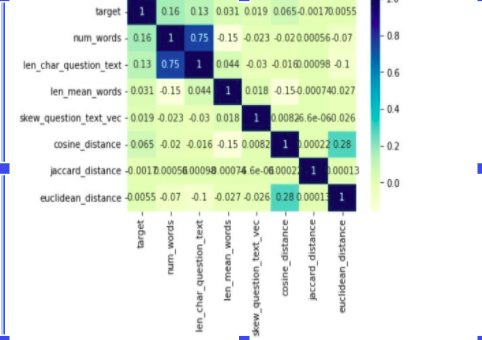 target 1 0.16 0.13 0.031 0.019 0.065 -0.0017 0.0055
num_words 0.16 1 0.75 -0.15 -0.023 -0.02 0.00056 -0.07
0.8
len_char_question_text 0.13 0.75 1 0.044 -0.03 -0.016 0.00098 -0.1
0.6
len_mean_words 0.031 -0.15 0.044 1 0.018 -0.15 0.00074 0.027
0.4
skew_question_text_vec 0.019 -0.023 -0.03 0.018 1 0.0082 -6.6e-06 0.026
cosine_distance 0.065 -0.02 -0.016 -0.15 0.0082 1 0.00022 0.28
0.2
jaccard_distance -0.0017 0.00056 0.00098 0.00074 1 0.00013
0.0
euclidean_distance 0.0055 -0.07 -0.1 -0.027 -0.026 0.28 0.00013 1
target
num_words
len_char_question_text
len_mean_words
skew_question_text_vec
cosine_distance
jaccard_distance
euclidean_distance